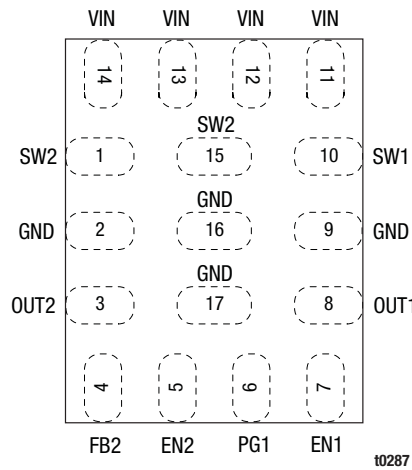 VIN VIN VIN VIN
14 13 12 11
SW2
SW2 1 15 10 SW1
GND
GND 2 16 9 GND
GND
OUT2 3 17 8 OUT1
4 5 6 7
FB2 EN2 PG1 EN1
t0287